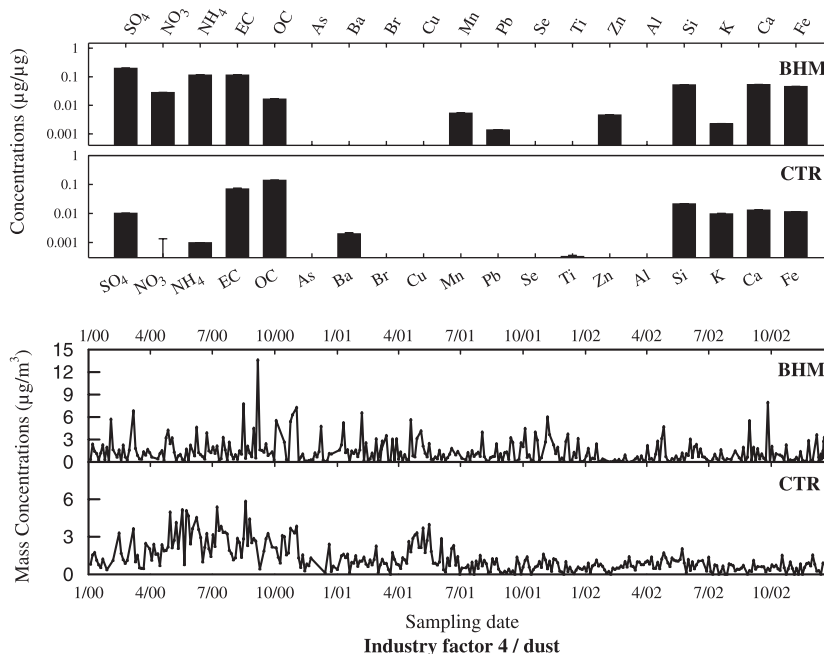 SO4 NO3 NH4 EC OC As Ba Br Cu Mn Pb Se Ti Zn Al Si K Ca Fe
Concentrations (μg/μg)
1
0.1
0.01
0.001
BHM
1
0.1
0.01
0.001
CTR
SO4 NO3 NH4 EC OC As Ba Br Cu Mn Pb Se Ti Zn Al Si K Ca Fe
1/00 4/00 7/00 10/00 1/01 4/01 7/01 10/01 1/02 4/02 7/02 10/02
Mass Concentrations (μg/m3)
15
12
9
6
3
0
BHM
6
3
0
CTR
1/00 4/00 7/00 10/00 1/01 4/01 7/01 10/01 1/02 4/02 7/02 10/02
Sampling date
Industry factor 4 / dust